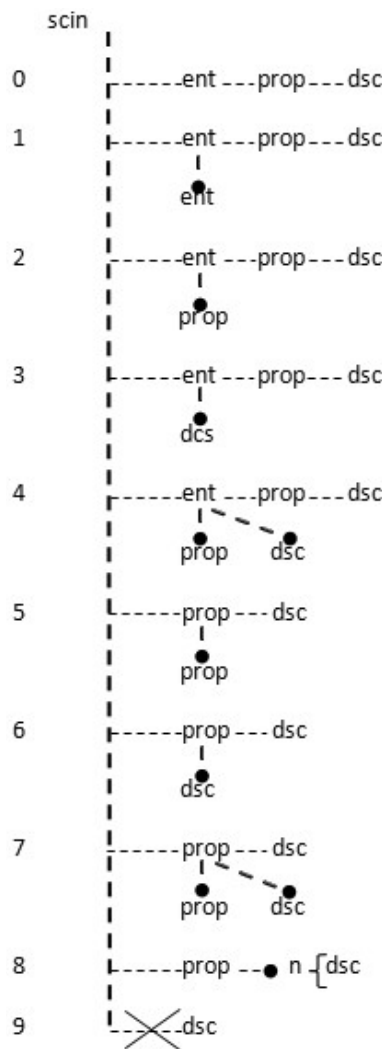 scin
0 ent prop dsc
1 ent prop dsc
ent
2 ent prop dsc
prop
3 ent prop dsc
dcs
4 ent prop dsc
prop dsc
5 prop dsc
prop
6 prop dsc
dsc
7 prop dsc
prop dsc
8 prop n {dsc
9 dsc